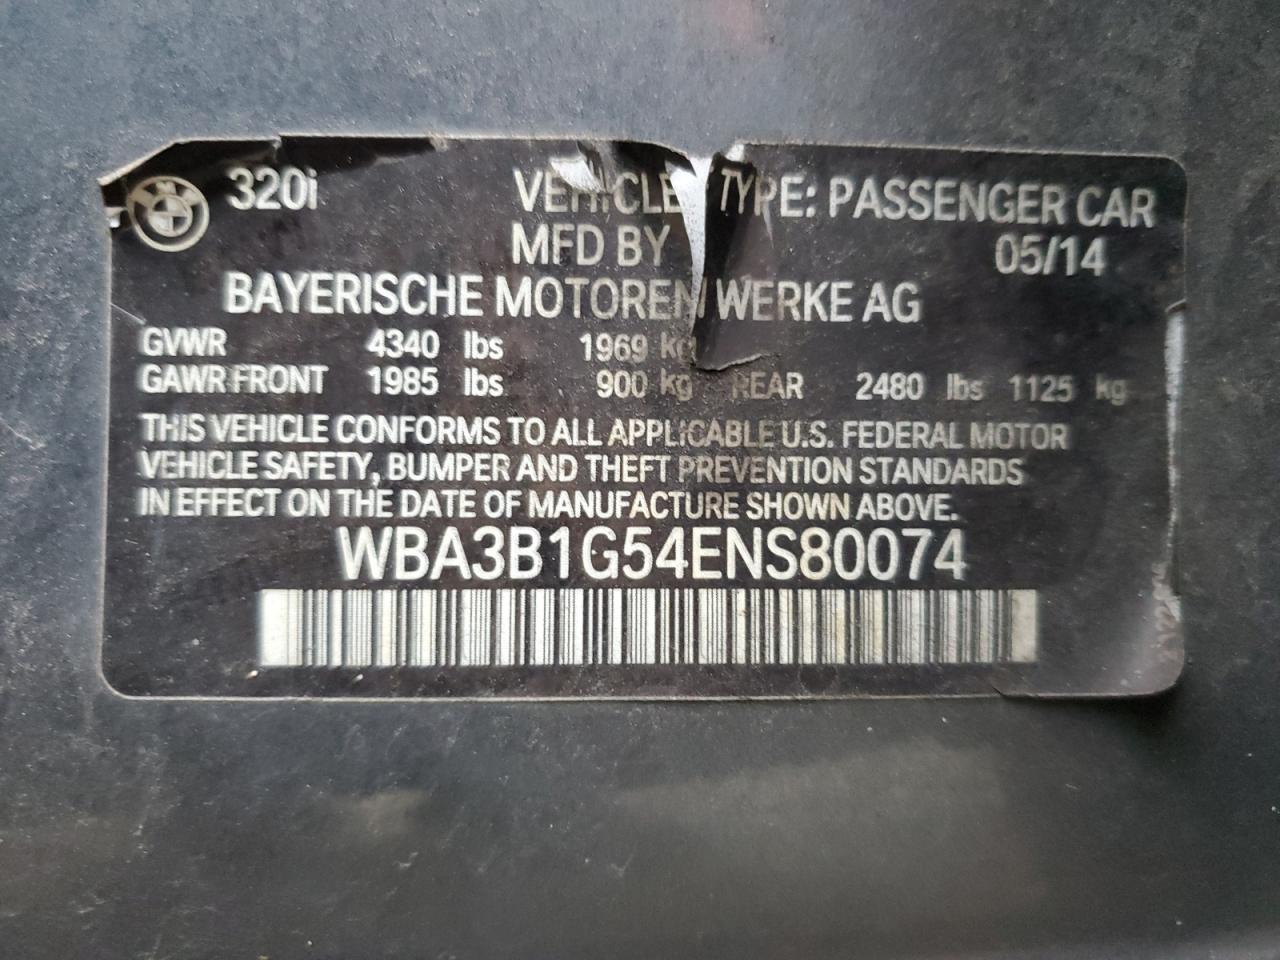 320i VEHICLE TYPE: PASSENGER CAR
MFD BY 05/14
BAYERISCHE MOTOREN WERKE AG
GVWR 4340 lbs 1969 kg
GAWR FRONT 1985 lbs 900 kg REAR 2480 lbs 1125 kg
THIS VEHICLE CONFORMS TO ALL APPLICABLE U.S. FEDERAL MOTOR
VEHICLE SAFETY, BUMPER AND THEFT PREVENTION STANDARDS
IN EFFECT ON THE DATE OF MANUFACTURE SHOWN ABOVE.
WBA3B1G54ENS80074